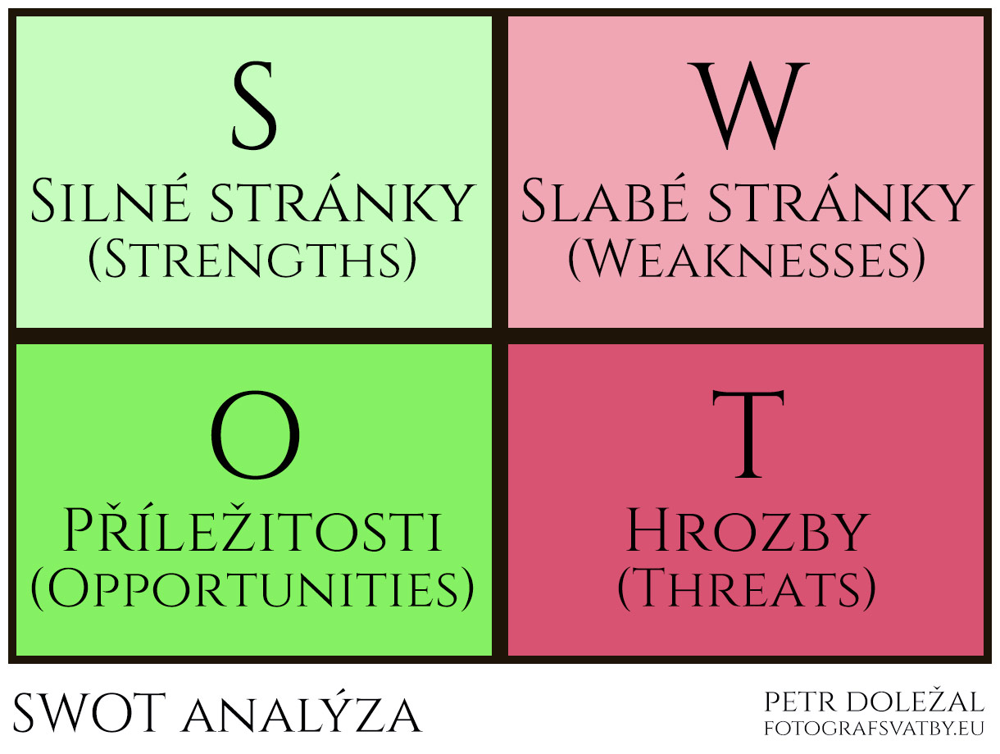 S
Silné stránky
(Strengths)
W
Slabé stránky
(Weaknesses)
O
Příležitosti
(Opportunities)
T
Hrozby
(Threats)
SWOT analýza
PETR DOLEŽAL
FOTOGRAFSVATBY.EU